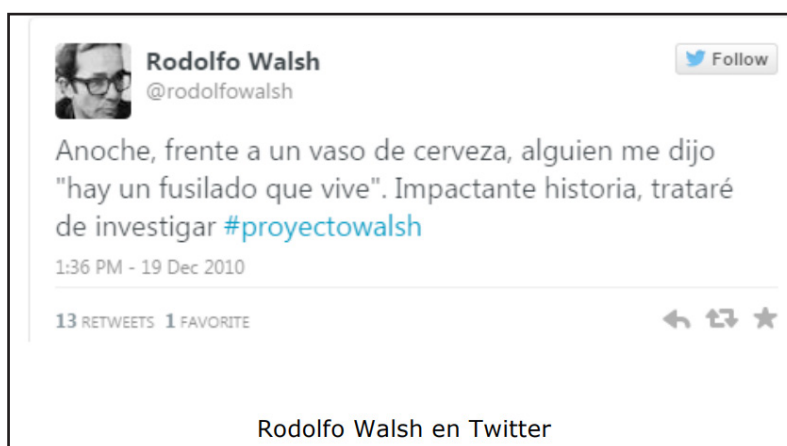 Rodolfo Walsh
@rodolfowalsh
Follow
Anoche, frente a un vaso de cerveza, alguien me dijo
"hay un fusilado que vive". Impactante historia, trataré
de investigar #proyectowalsh
1:36 PM - 19 Dec 2010
13 RETWEETS 1 FAVORITE
Rodolfo Walsh en Twitter